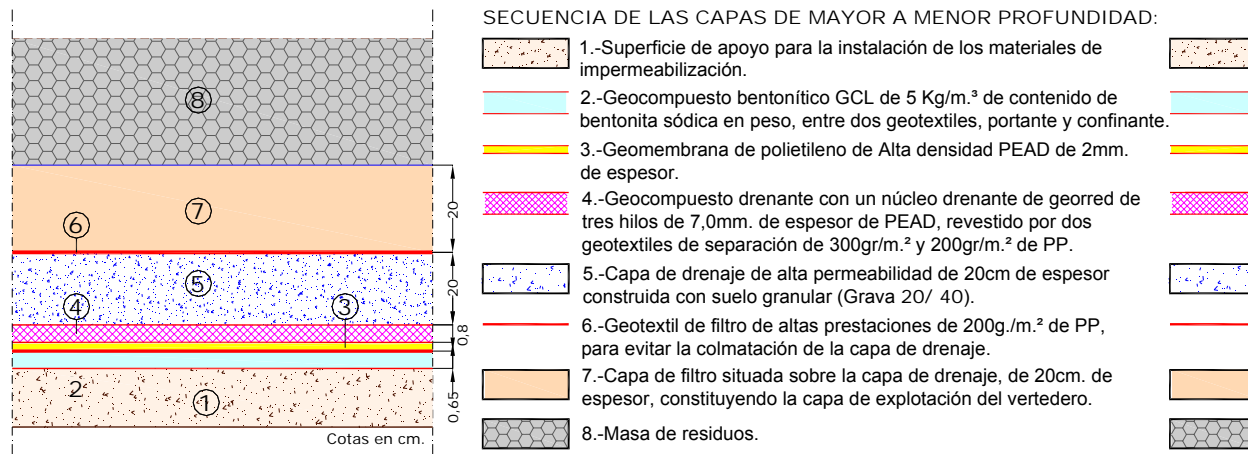 SECUENCIA DE LAS CAPAS DE MAYOR A MENOR PROFUNDIDAD:
1.-Superficie de apoyo para la instalación de los materiales de
impermeabilización.
2.-Geocompuesto bentonítico GCL de 5 Kg/m.³ de contenido de
bentonita sódica en peso, entre dos geotextiles, portante y confinante.
3.-Geomembrana de polietileno de Alta densidad PEAD de 2mm.
de espesor.
4.-Geocompuesto drenante con un núcleo drenante de georred de
tres hilos de 7,0mm. de espesor de PEAD, revestido por dos
geotextiles de separación de 300gr/m.² y 200gr/m.² de PP.
5.-Capa de drenaje de alta permeabilidad de 20cm de espesor
construida con suelo granular (Grava 20/ 40).
6.-Geotextil de filtro de altas prestaciones de 200g./m.² de PP,
para evitar la colmatación de la capa de drenaje.
7.-Capa de filtro situada sobre la capa de drenaje, de 20cm. de
espesor, constituyendo la capa de explotación del vertedero.
8.-Masa de residuos.
8
7
6
5
4
3
2
1
20
20
0,8
0,65
Cotas en cm.